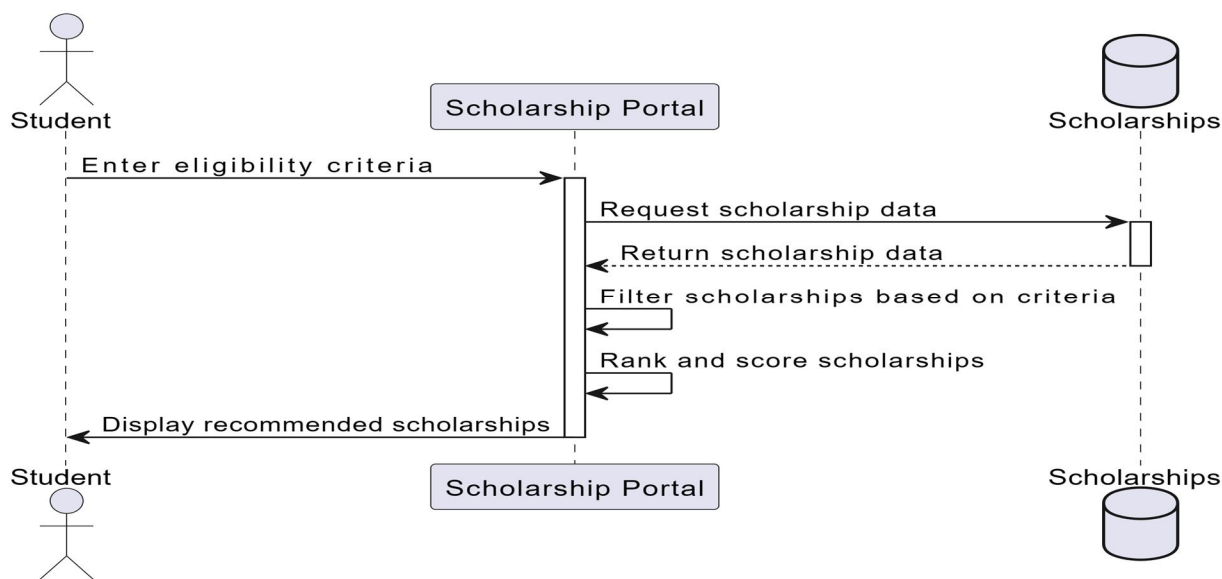 Student
Scholarship Portal
Scholarships
Enter eligibility criteria
Request scholarship data
Return scholarship data
Filter scholarships based on criteria
Rank and score scholarships
Display recommended scholarships
Student
Scholarship Portal
Scholarships